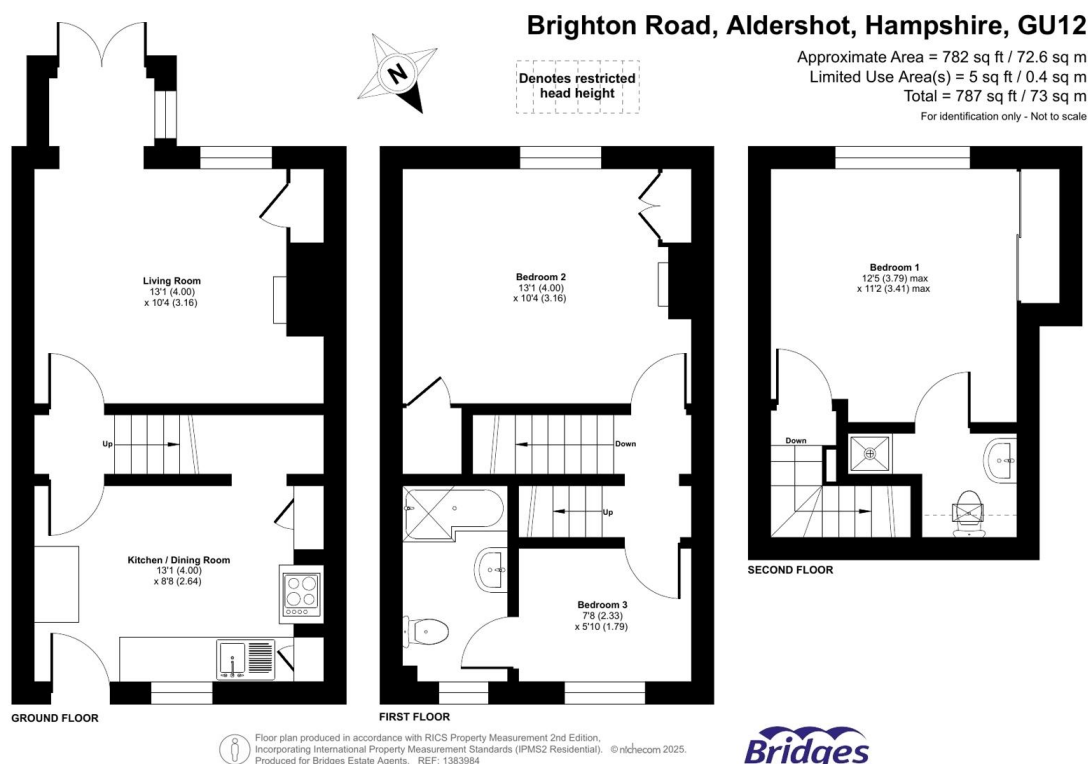 Brighton Road, Aldershot, Hampshire, GU12
Approximate Area = 782 sq ft / 72.6 sq m
Limited Use Area(s) = 5 sq ft / 0.4 sq m
Total = 787 sq ft / 73 sq m
For identification only - Not to scale
N
Denotes restricted
head height
Living Room
13'1 (4.00)
x 10'4 (3.16)
Up
Kitchen / Dining Room
13'1 (4.00)
x 8'8 (2.64)
GROUND FLOOR
Bedroom 2
13'1 (4.00)
x 10'4 (3.16)
Down
Up
Bedroom 3
7'8 (2.33)
x 5'10 (1.79)
FIRST FLOOR
Bedroom 1
12'5 (3.79) max
x 11'2 (3.41) max
Down
SECOND FLOOR
Floor plan produced in accordance with RICS Property Measurement 2nd Edition,
Incorporating International Property Measurement Standards (IPMS2 Residential). © nichecom 2025.
Produced for Bridges Estate Agents. REF: 1383984
Bridges